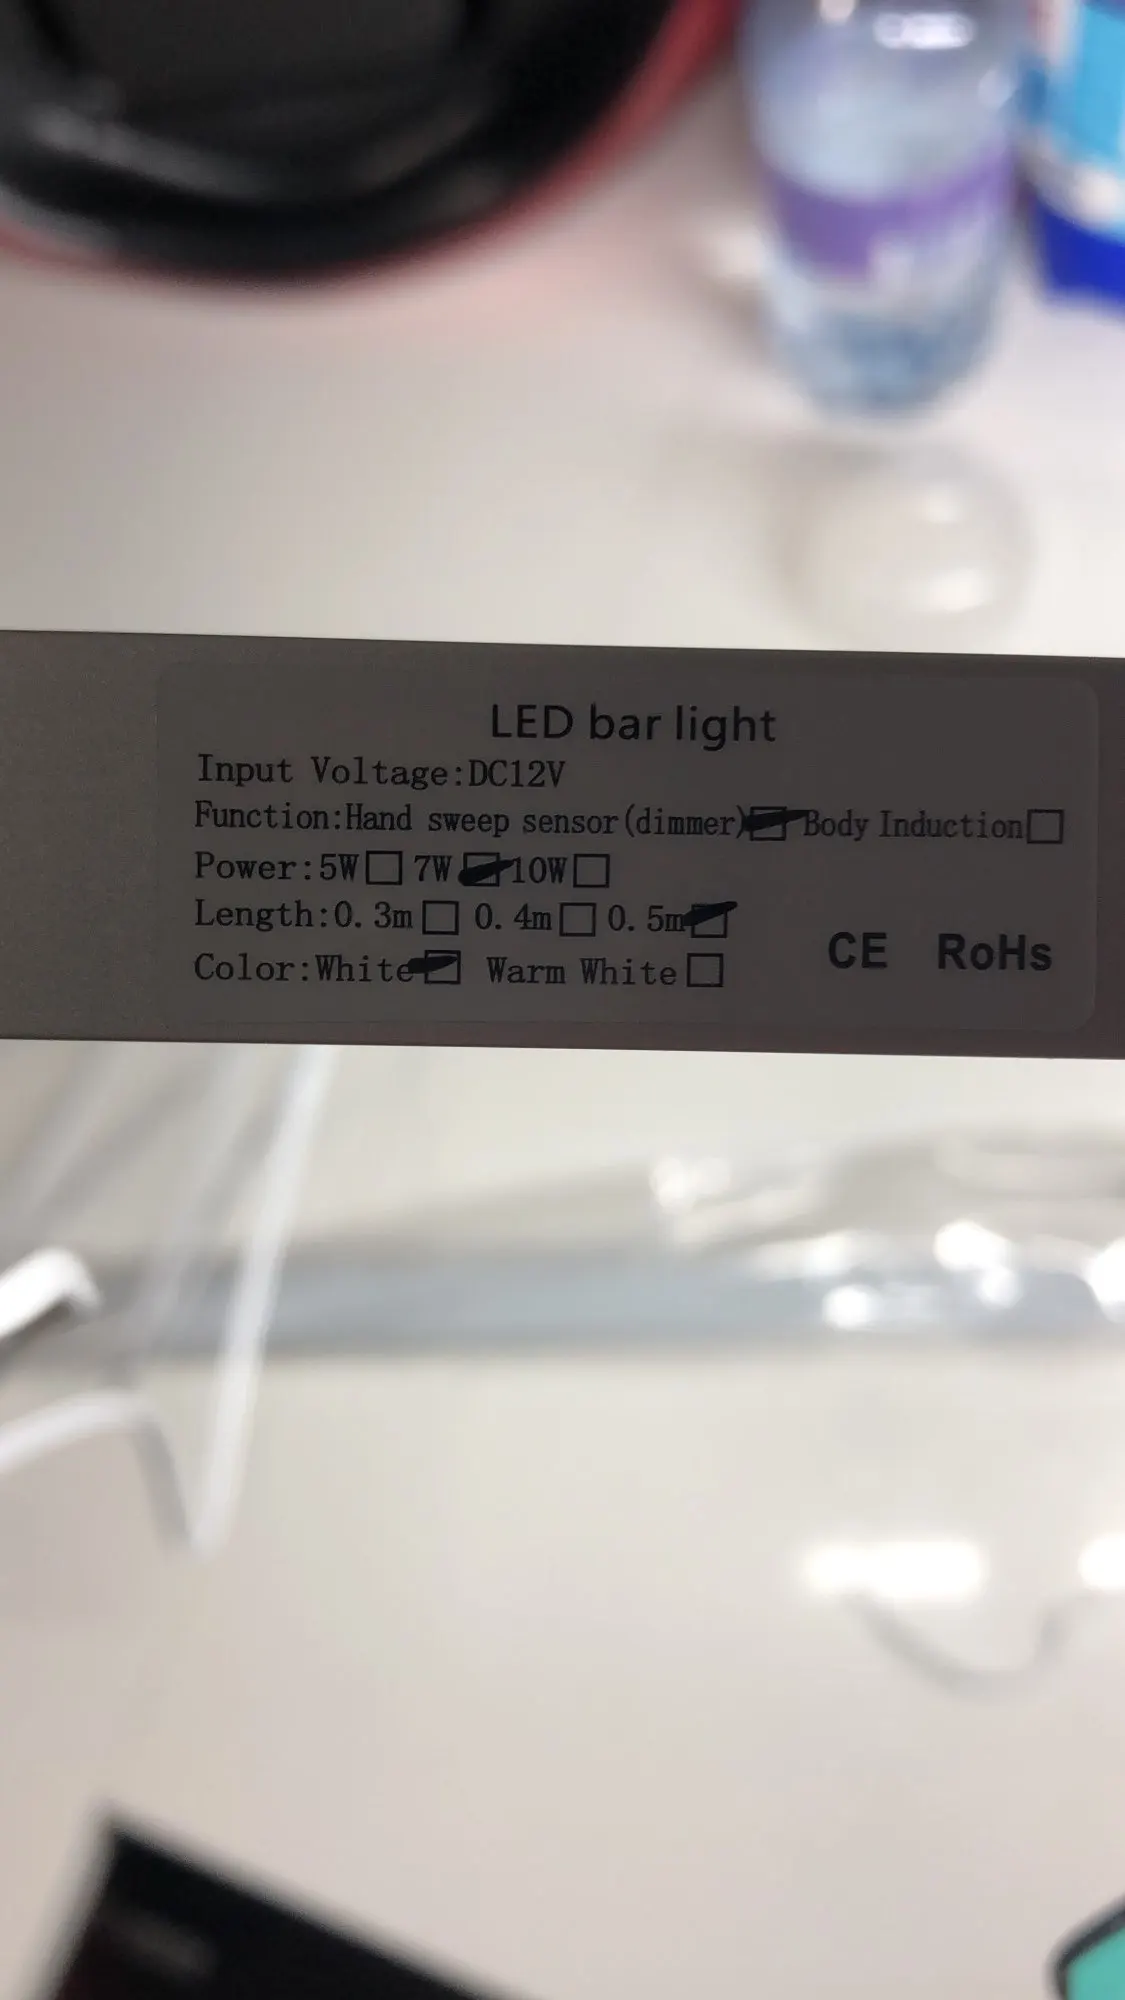 LED bar light
Input Voltage:DC12V
Function:Hand sweep sensor(dimmer) Body Induction
Power:5W 7W 10W
Length:0.3m 0.4m 0.5m
Color:White Warm White
CE RoHs